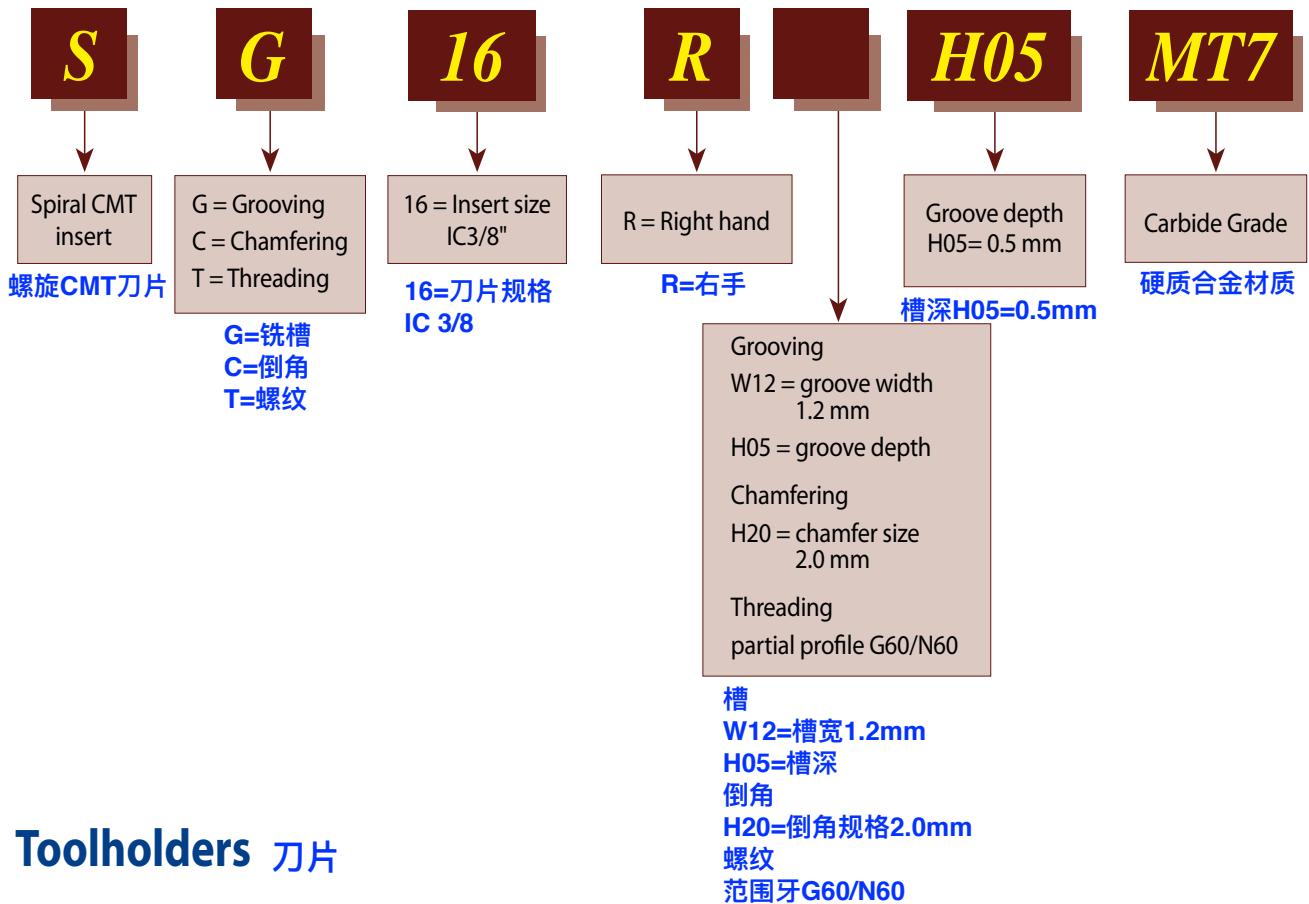 S G 16 R H05 MT7
Spiral CMT
insert
螺旋CMT刀片
G = Grooving
C = Chamfering
T = Threading
G=铣槽
C=倒角
T=螺纹
16 = Insert size
IC3/8"
16=刀片规格
IC 3/8
R = Right hand
R=右手
Grooving
W12 = groove width
1.2 mm
H05 = groove depth
Chamfering
H20 = chamfer size
2.0 mm
Threading
partial profile G60/N60
槽
W12=槽宽1.2mm
H05=槽深
倒角
H20=倒角规格2.0mm
螺纹
范围牙G60/N60
Groove depth
H05= 0.5 mm
槽深H05=0.5mm
Carbide Grade
硬质合金材质
Toolholders 刀片